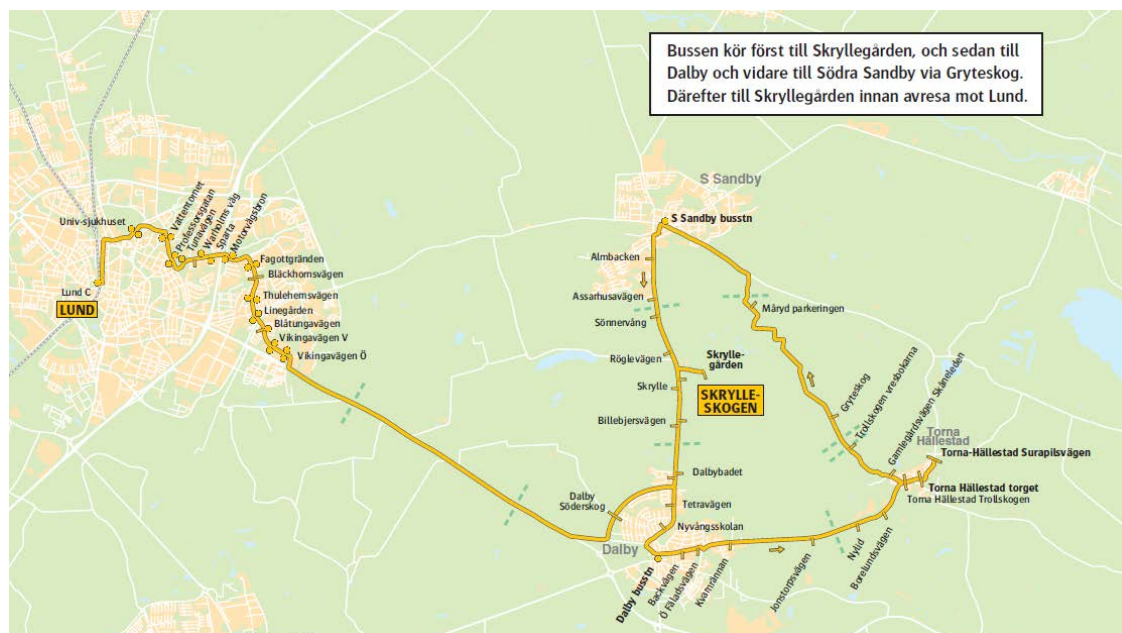 Bussen kör först till Skryllegården, och sedan till
Dalby och vidare till Södra Sandby via Gryteskog.
Därefter till Skryllegården innan avresa mot Lund.
S Sandby
S Sandby busstn
Univ-sjukhuset
Vattentornet
Professorsgatan
Tunavägen
Warholms väg
Sparta
Motorvägsbron
Fagottgränden
Bläckhornsvägen
Lund C
LUND
Thulehemsvägen
Linegården
Blåtungavägen
Vikingavägen V
Vikingavägen Ö
Almbacken
Assarhusavägen
Sönnervång
Röglevägen
Skrylle-
gården
Skrylle
SKRYLLE-
SKOGEN
Billebjersvägen
Måryd parkeringen
Gryteskog
Trollskogen vresbokarna
Gamlegårdsvägen Skåneleden
Torna
Hällestad
Torna-Hällestad Surapilsvägen
Torna Hällestad torget
Torna Hällestad Trollskogen
Dalbybadet
Dalby
Söderskog
Tetravägen
Nyvångsskolan
Dalby
Dalby busstn
Backvägen
Ö Fäladsvägen
Kvarnrännan
Jonstorpsvägen
Nylid
Borelundsvägen